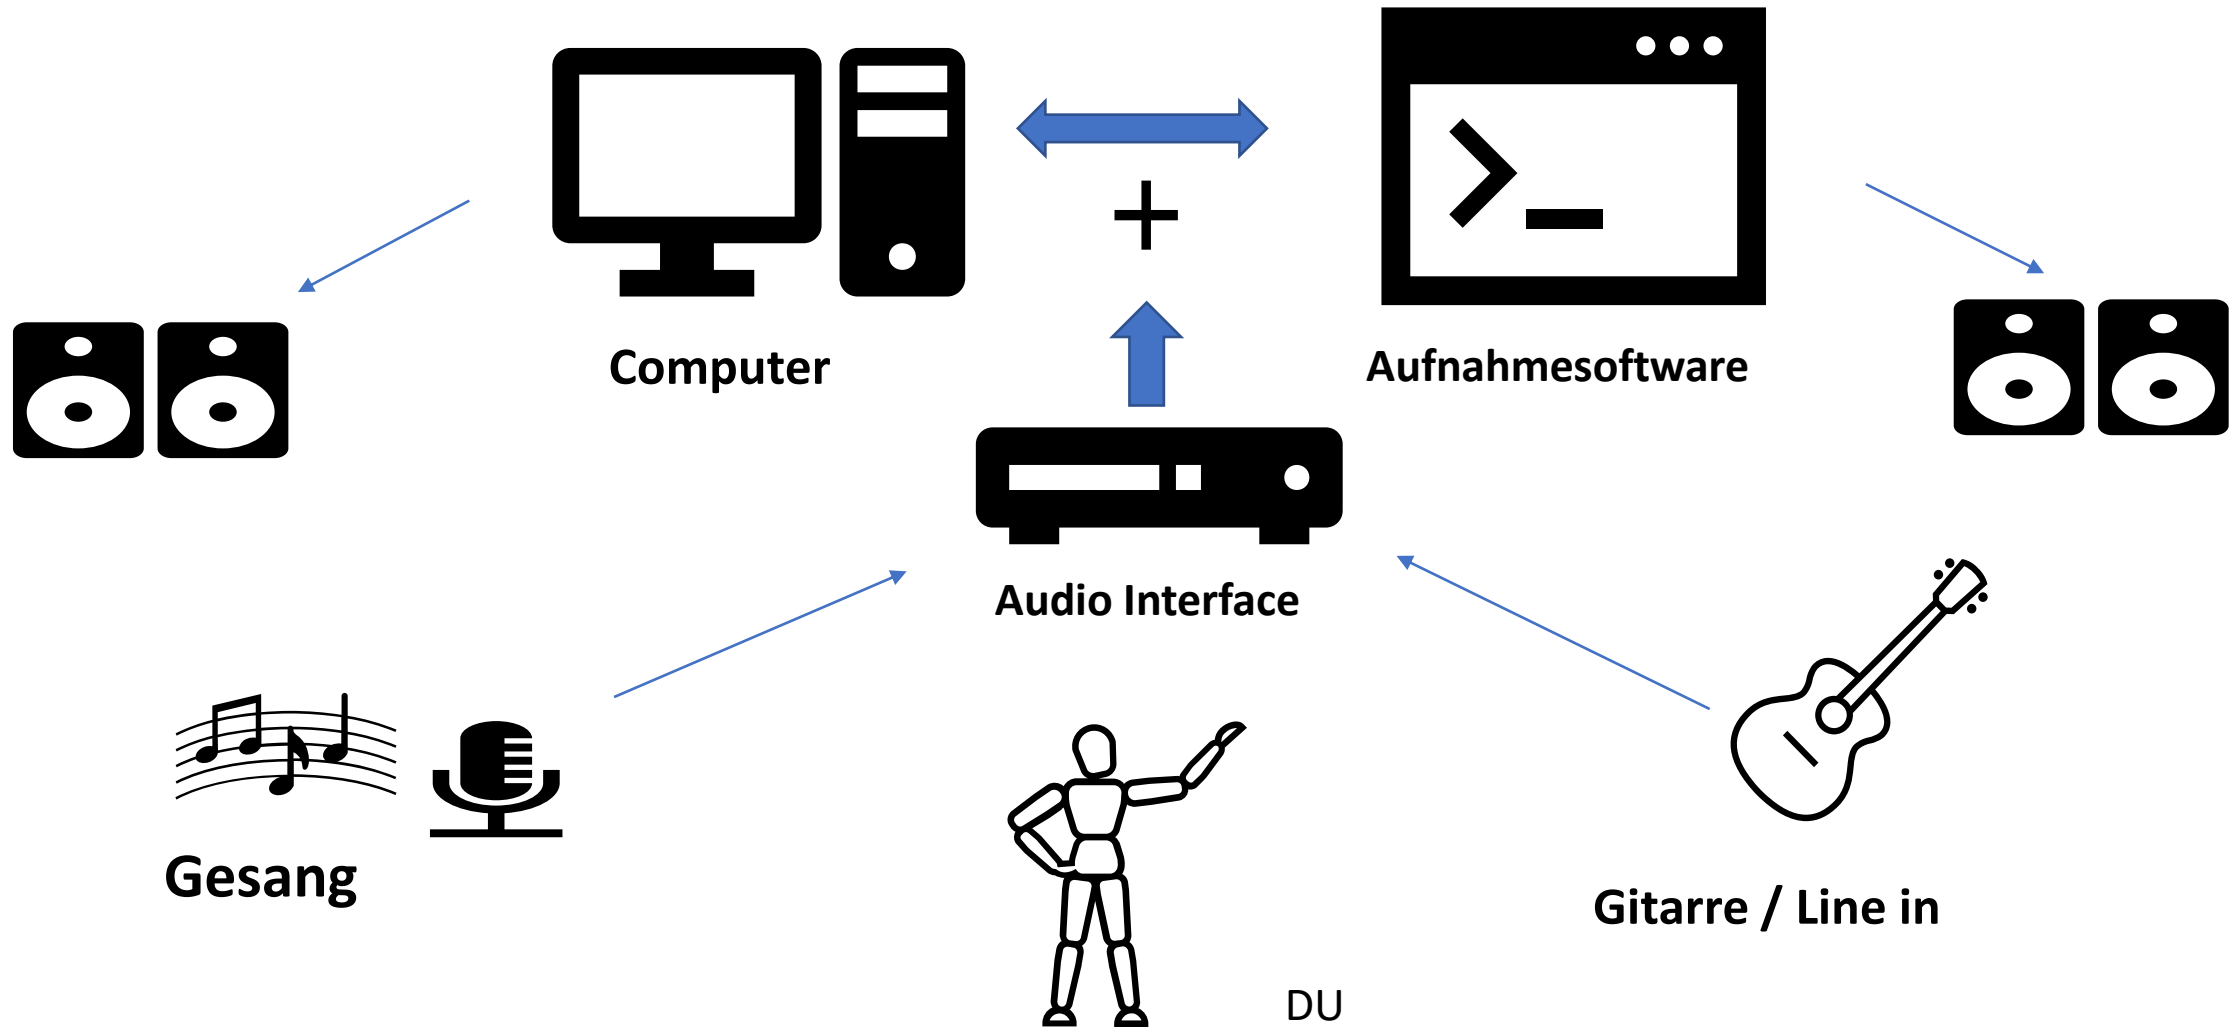 Computer
Aufnahmesoftware
Audio Interface
Gesang
Gitarre / Line in
DU